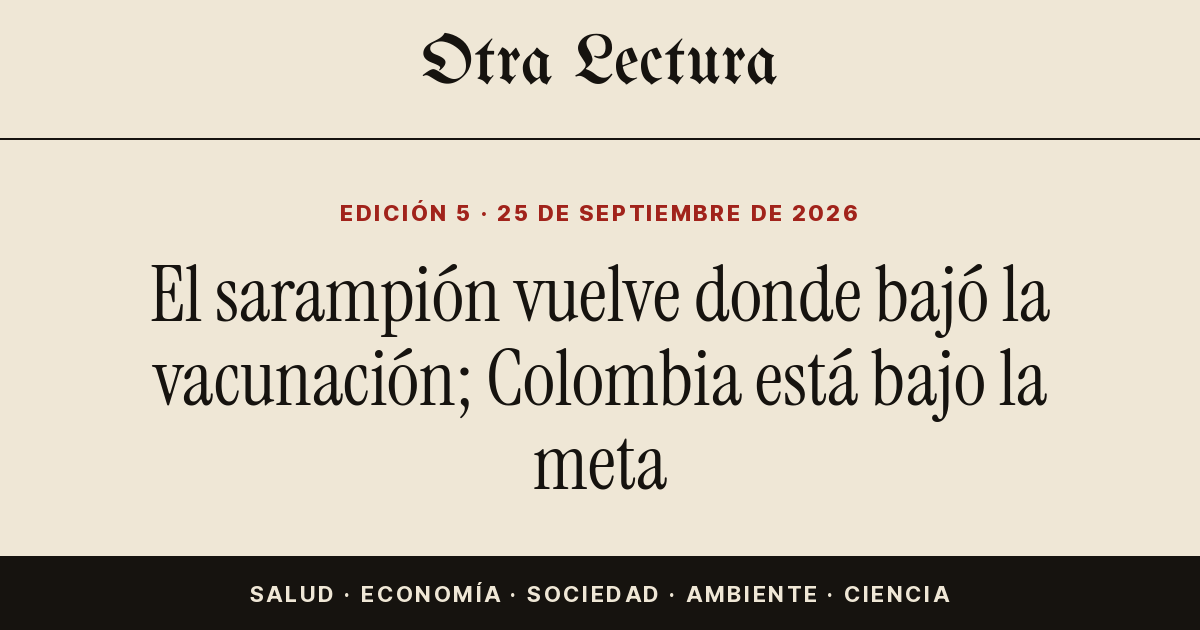 Otra Lectura
EDICIÓN 5 · 25 DE SEPTIEMBRE DE 2026
El sarampión vuelve donde bajó la
vacunación; Colombia está bajo la
meta
SALUD · ECONOMÍA · SOCIEDAD · AMBIENTE · CIENCIA